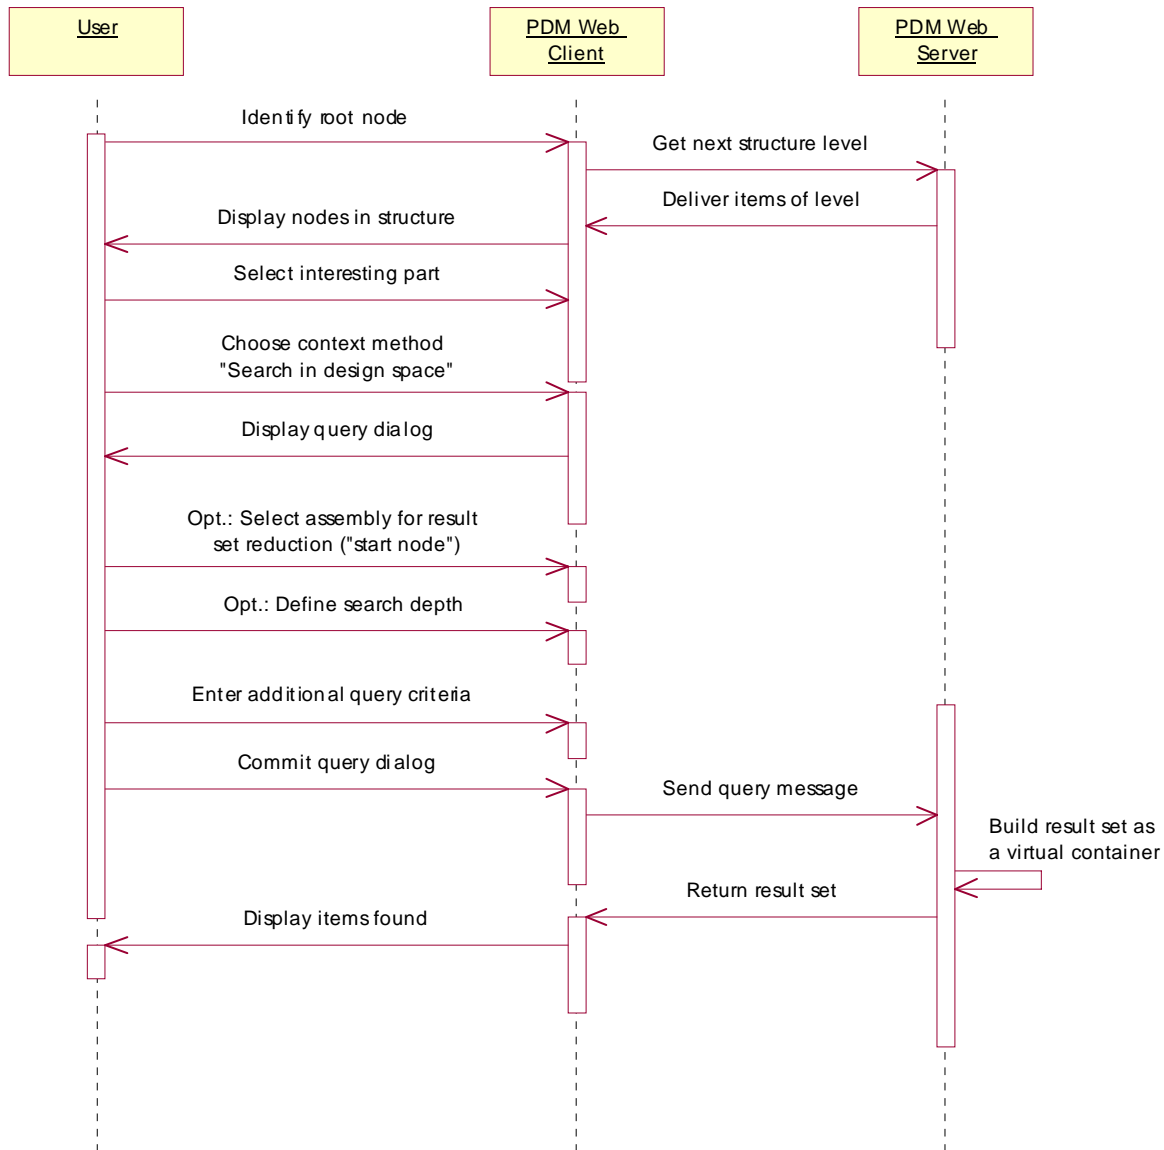 User
PDM Web
Client
PDM Web
Server
Identify root node
Get next structure level
Deliver items of level
Display nodes in structure
Select interesting part
Choose context method
"Search in design space"
Display query dialog
Opt.: Select assembly for result
set reduction ("start node")
Opt.: Define search depth
Enter additional query criteria
Commit query dialog
Send query message
Build result set as
a virtual container
Return result set
Display items found